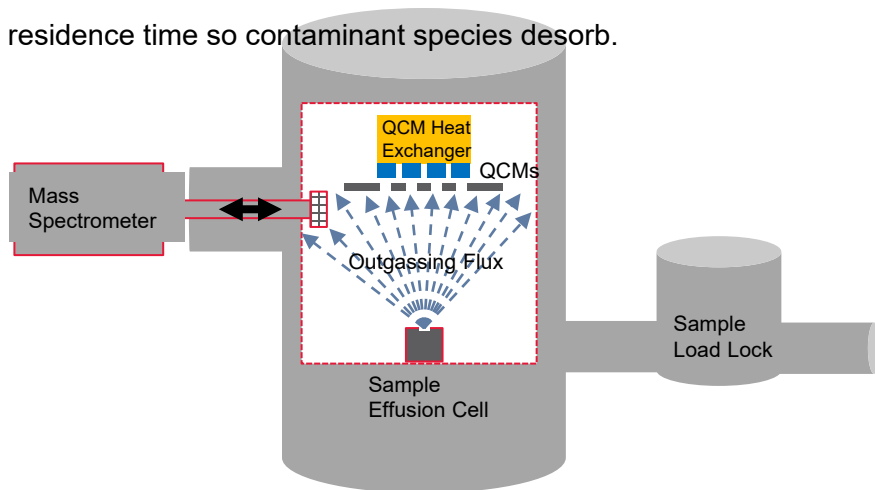 residence time so contaminant species desorb.
QCM Heat
Exchanger
QCMs
Mass
Spectrometer
Outgassing Flux
Sample
Load Lock
Sample
Effusion Cell